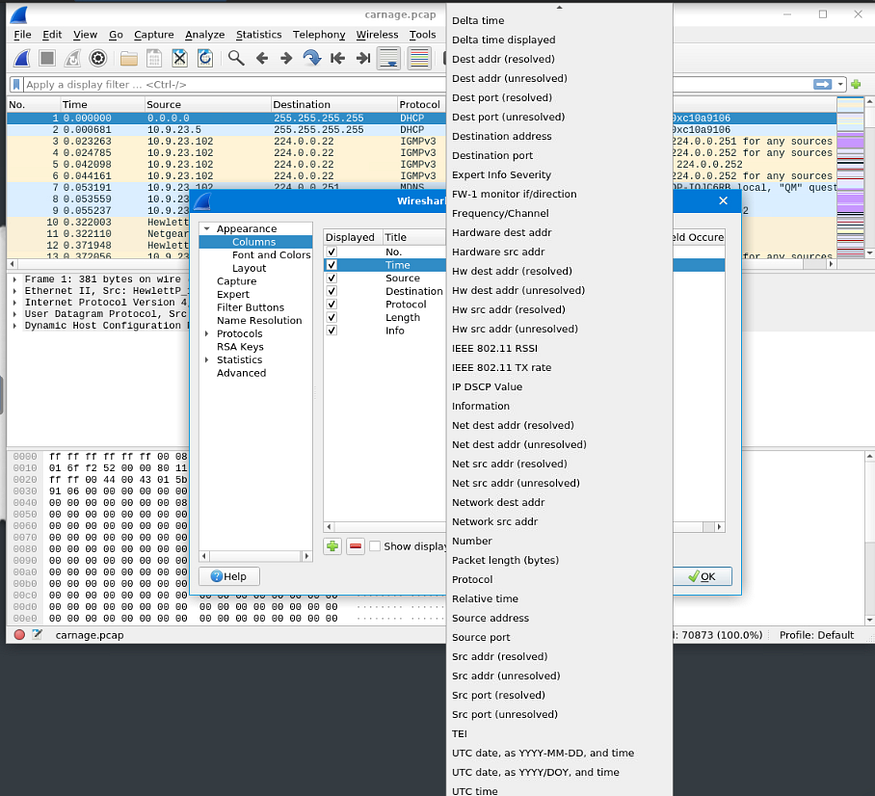 carnage.pcap
File Edit View Go Capture Analyze Statistics Telephony Wireless Tools
Apply a display filter ... <Ctrl-/>
No. Time Source Destination Protocol
1 0.000000 0.0.0.0 255.255.255.255 DHCP 0xc10a9106
2 0.000681 10.9.23.5 255.255.255.255 DHCP 0xc10a9106
3 0.023263 10.9.23.102 224.0.0.22 IGMPv3 224.0.0.251 for any sources
4 0.024785 10.9.23.102 224.0.0.22 IGMPv3 224.0.0.252 for any sources
5 0.042098 10.9.23.102 224.0.0.22 IGMPv3 224.0.0.252
6 0.044161 10.9.23.102 224.0.0.22 IGMPv3 224.0.0.252 for any sources
7 0.053191 10.9.23.102 224.0.0.251 MDNS local, "QM" quest
8 0.053559 10.9.23
9 0.055237 10.9.23 2
10 0.322003 Hewlett
11 0.322110 Netgear
12 0.371948 Hewlett
13 0.372056 10.9.23 for any sources
Frame 1: 381 bytes on wire
Ethernet II, Src: HewlettP_
Internet Protocol Version 4,
User Datagram Protocol, Src
Dynamic Host Configuration
0000 ff ff ff ff ff ff 00 08
0010 01 6f f2 52 00 00 80 11
0020 ff ff 00 44 00 43 01 5b
0030 91 06 00 00 00 00 00 00
0040 00 00 00 00 00 00 00 08
0050 00 00 00 00 00 00 00 00
0060 00 00 00 00 00 00 00 00
0070 00 00 00 00 00 00 00 00
0080 00 00 00 00 00 00 00 00
0090 00 00 00 00 00 00 00 00
00a0 00 00 00 00 00 00 00 00
00b0 00 00 00 00 00 00 00 00
00c0 00 00 00 00 00 00 00 00
00d0 00 00 00 00 00 00 00 00 00 00 00 00 00 00 00 00
00e0 00 00 00 00 00 00 00 00 00 00 00 00 00 00 00 00
carnage.pcap
d: 70873 (100.0%) Profile: Default
Wireshar
Appearance
Columns
Font and Colors
Layout
Capture
Expert
Filter Buttons
Name Resolution
Protocols
RSA Keys
Statistics
Advanced
Displayed Title eld Occure
No.
Time
Source
Destination
Protocol
Length
Info
Show display
Help
OK
Delta time
Delta time displayed
Dest addr (resolved)
Dest addr (unresolved)
Dest port (resolved)
Dest port (unresolved)
Destination address
Destination port
Expert Info Severity
FW-1 monitor if/direction
Frequency/Channel
Hardware dest addr
Hardware src addr
Hw dest addr (resolved)
Hw dest addr (unresolved)
Hw src addr (resolved)
Hw src addr (unresolved)
IEEE 802.11 RSSI
IEEE 802.11 TX rate
IP DSCP Value
Information
Net dest addr (resolved)
Net dest addr (unresolved)
Net src addr (resolved)
Net src addr (unresolved)
Network dest addr
Network src addr
Number
Packet length (bytes)
Protocol
Relative time
Source address
Source port
Src addr (resolved)
Src addr (unresolved)
Src port (resolved)
Src port (unresolved)
TEI
UTC date, as YYYY-MM-DD, and time
UTC date, as YYYY/DOY, and time
UTC time